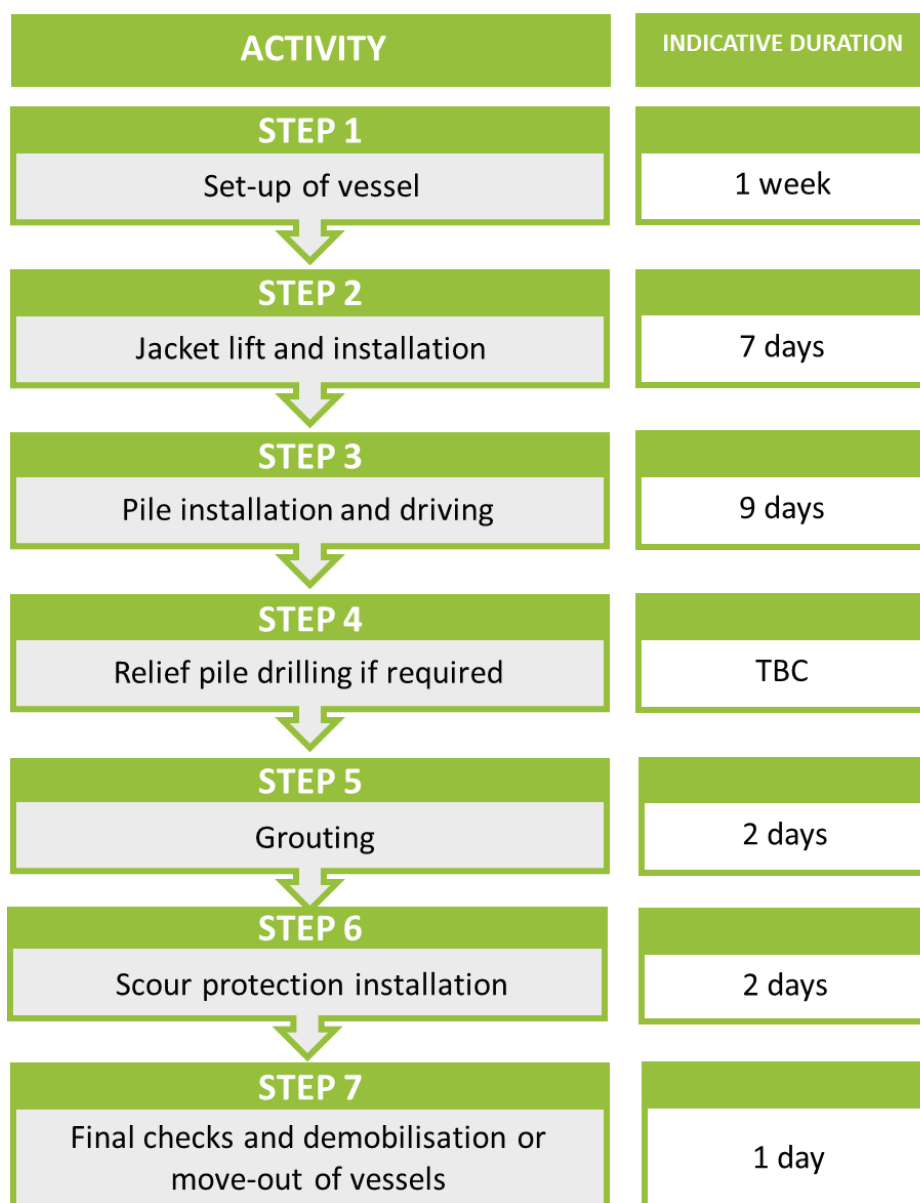 ACTIVITY
INDICATIVE DURATION
STEP 1
Set-up of vessel
1 week
STEP 2
Jacket lift and installation
7 days
STEP 3
Pile installation and driving
9 days
STEP 4
Relief pile drilling if required
TBC
STEP 5
Grouting
2 days
STEP 6
Scour protection installation
2 days
STEP 7
Final checks and demobilisation or
move-out of vessels
1 day